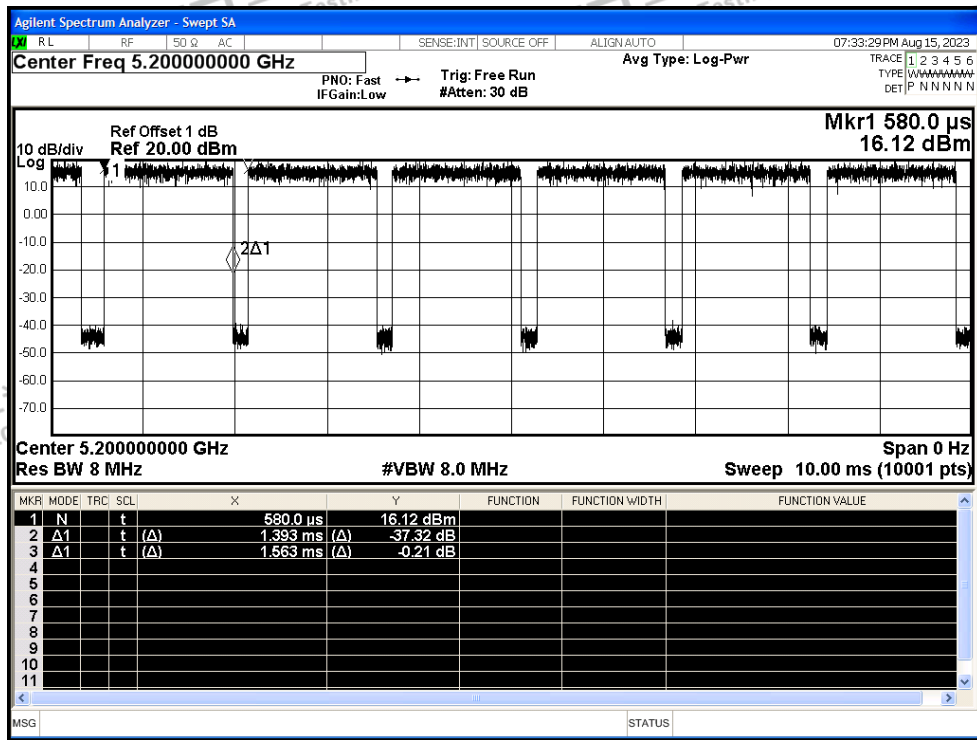 Agilent Spectrum Analyzer - Swept SA
LXI RL RF 50 Ω AC SENSE:INT SOURCE OFF ALIGN AUTO 07:33:29 PM Aug 15, 2023
Center Freq 5.200000000 GHz Avg Type: Log-Pwr TRACE 1 2 3 4 5 6
PNO: Fast Trig: Free Run TYPE WWWWWW
IFGain:Low #Atten: 30 dB DET P N N N N N
Mkr1 580.0 µs
Ref Offset 1 dB
10 dB/div Ref 20.00 dBm 16.12 dBm
Log
1
10.0
0.00
-10.0
2Δ1
-20.0
-30.0
-40.0
-50.0
-60.0
-70.0
Center 5.200000000 GHz Span 0 Hz
Res BW 8 MHz #VBW 8.0 MHz Sweep 10.00 ms (10001 pts)
MKR MODE TRC SCL X Y FUNCTION FUNCTION WIDTH FUNCTION VALUE
1 N t 580.0 µs 16.12 dBm
2 Δ1 t (Δ) 1.393 ms (Δ) -37.32 dB
3 Δ1 t (Δ) 1.563 ms (Δ) -0.21 dB
4
5
6
7
8
9
10
11
MSG STATUS